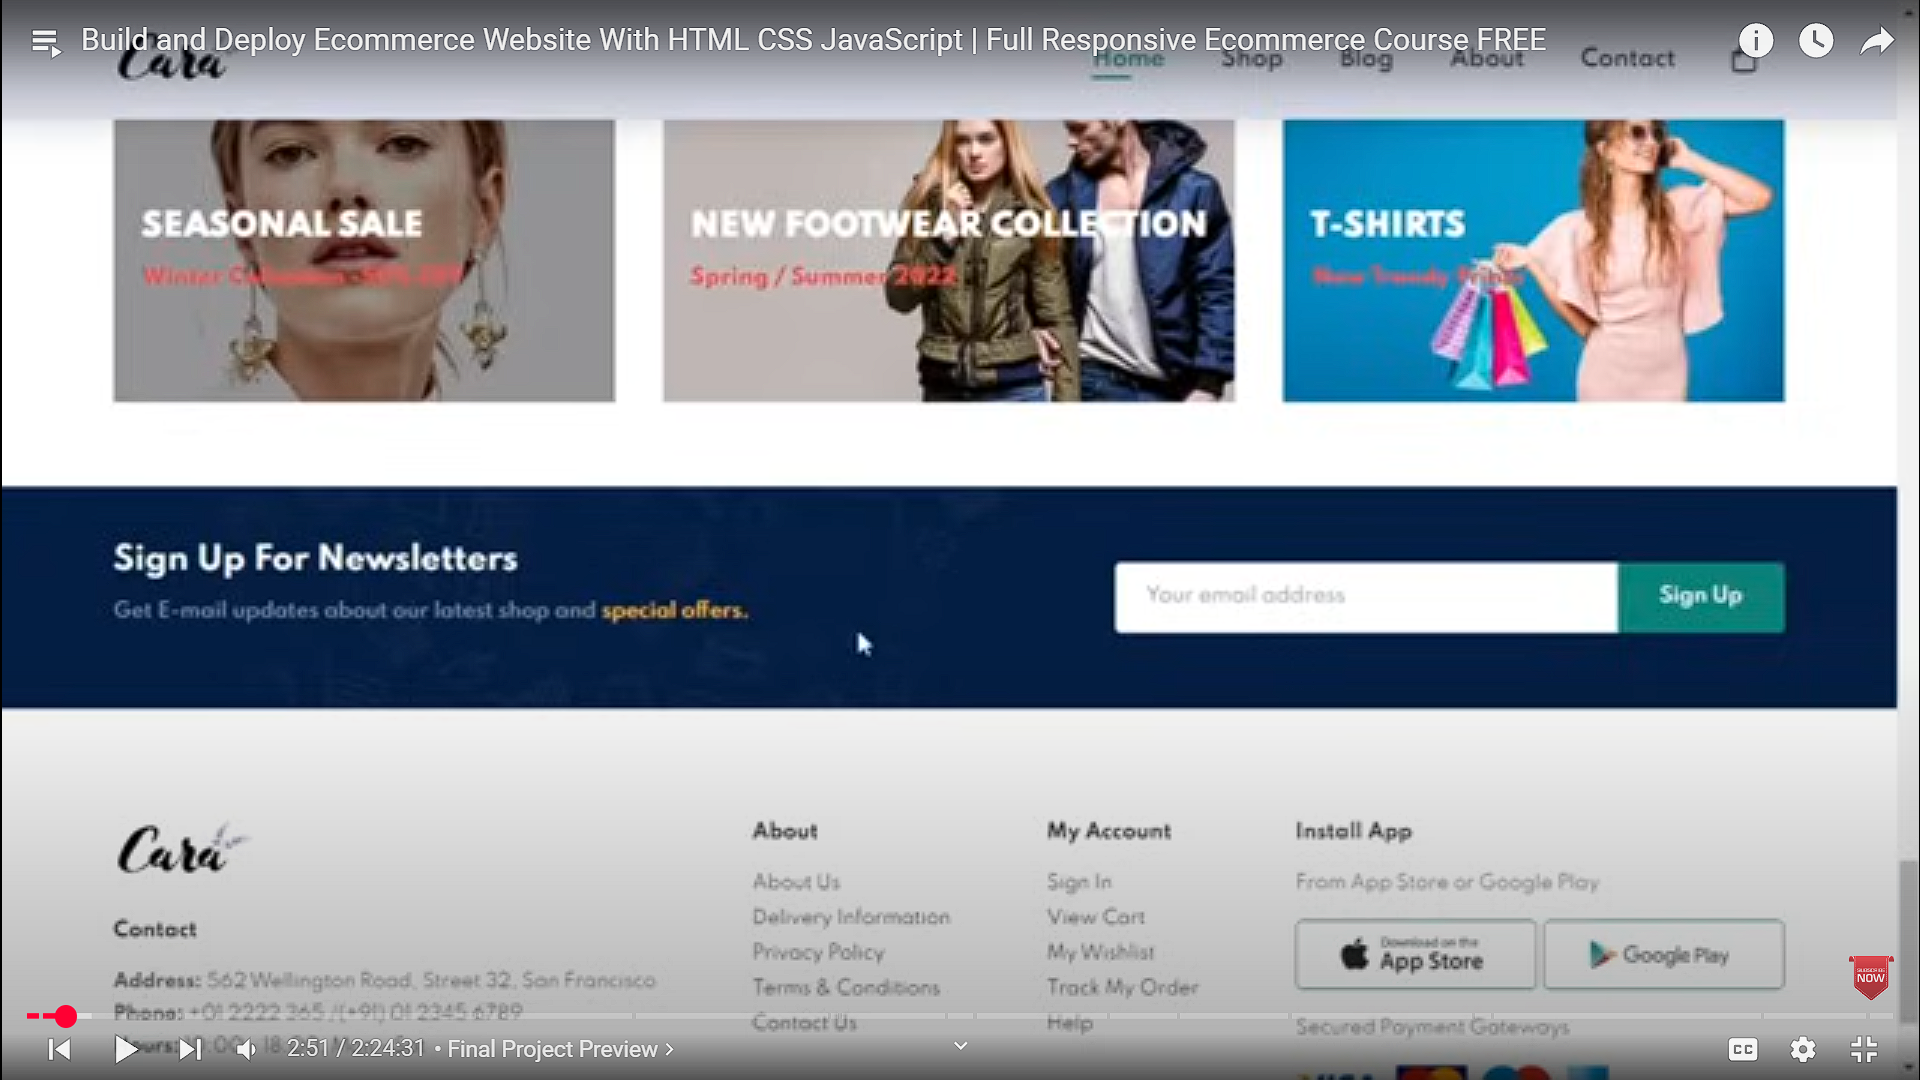 Build and Deploy Ecommerce Website With HTML CSS JavaScript | Full Responsive Ecommerce Course FREE
Cara
Home Shop Blog About Contact
SEASONAL SALE
Winter Collection -50% OFF
NEW FOOTWEAR COLLECTION
Spring / Summer 2022
T-SHIRTS
New Trendy Prints
Sign Up For Newsletters
Get E-mail updates about our latest shop and special offers.
Your email address
Sign Up
Cara
Contact
Address: 562 Wellington Road, Street 32, San Francisco
Phone: +01 2222 365 /(+91) 01 2345 6789
About
About Us
Delivery Information
Privacy Policy
Terms & Conditions
Contact Us
My Account
Sign In
View Cart
My Wishlist
Track My Order
Help
Install App
From App Store or Google Play
Download on the
App Store
Google Play
Secured Payment Gateways
VISA
SUBSCRIBE
NOW
2:51 / 2:24:31 • Final Project Preview
CC